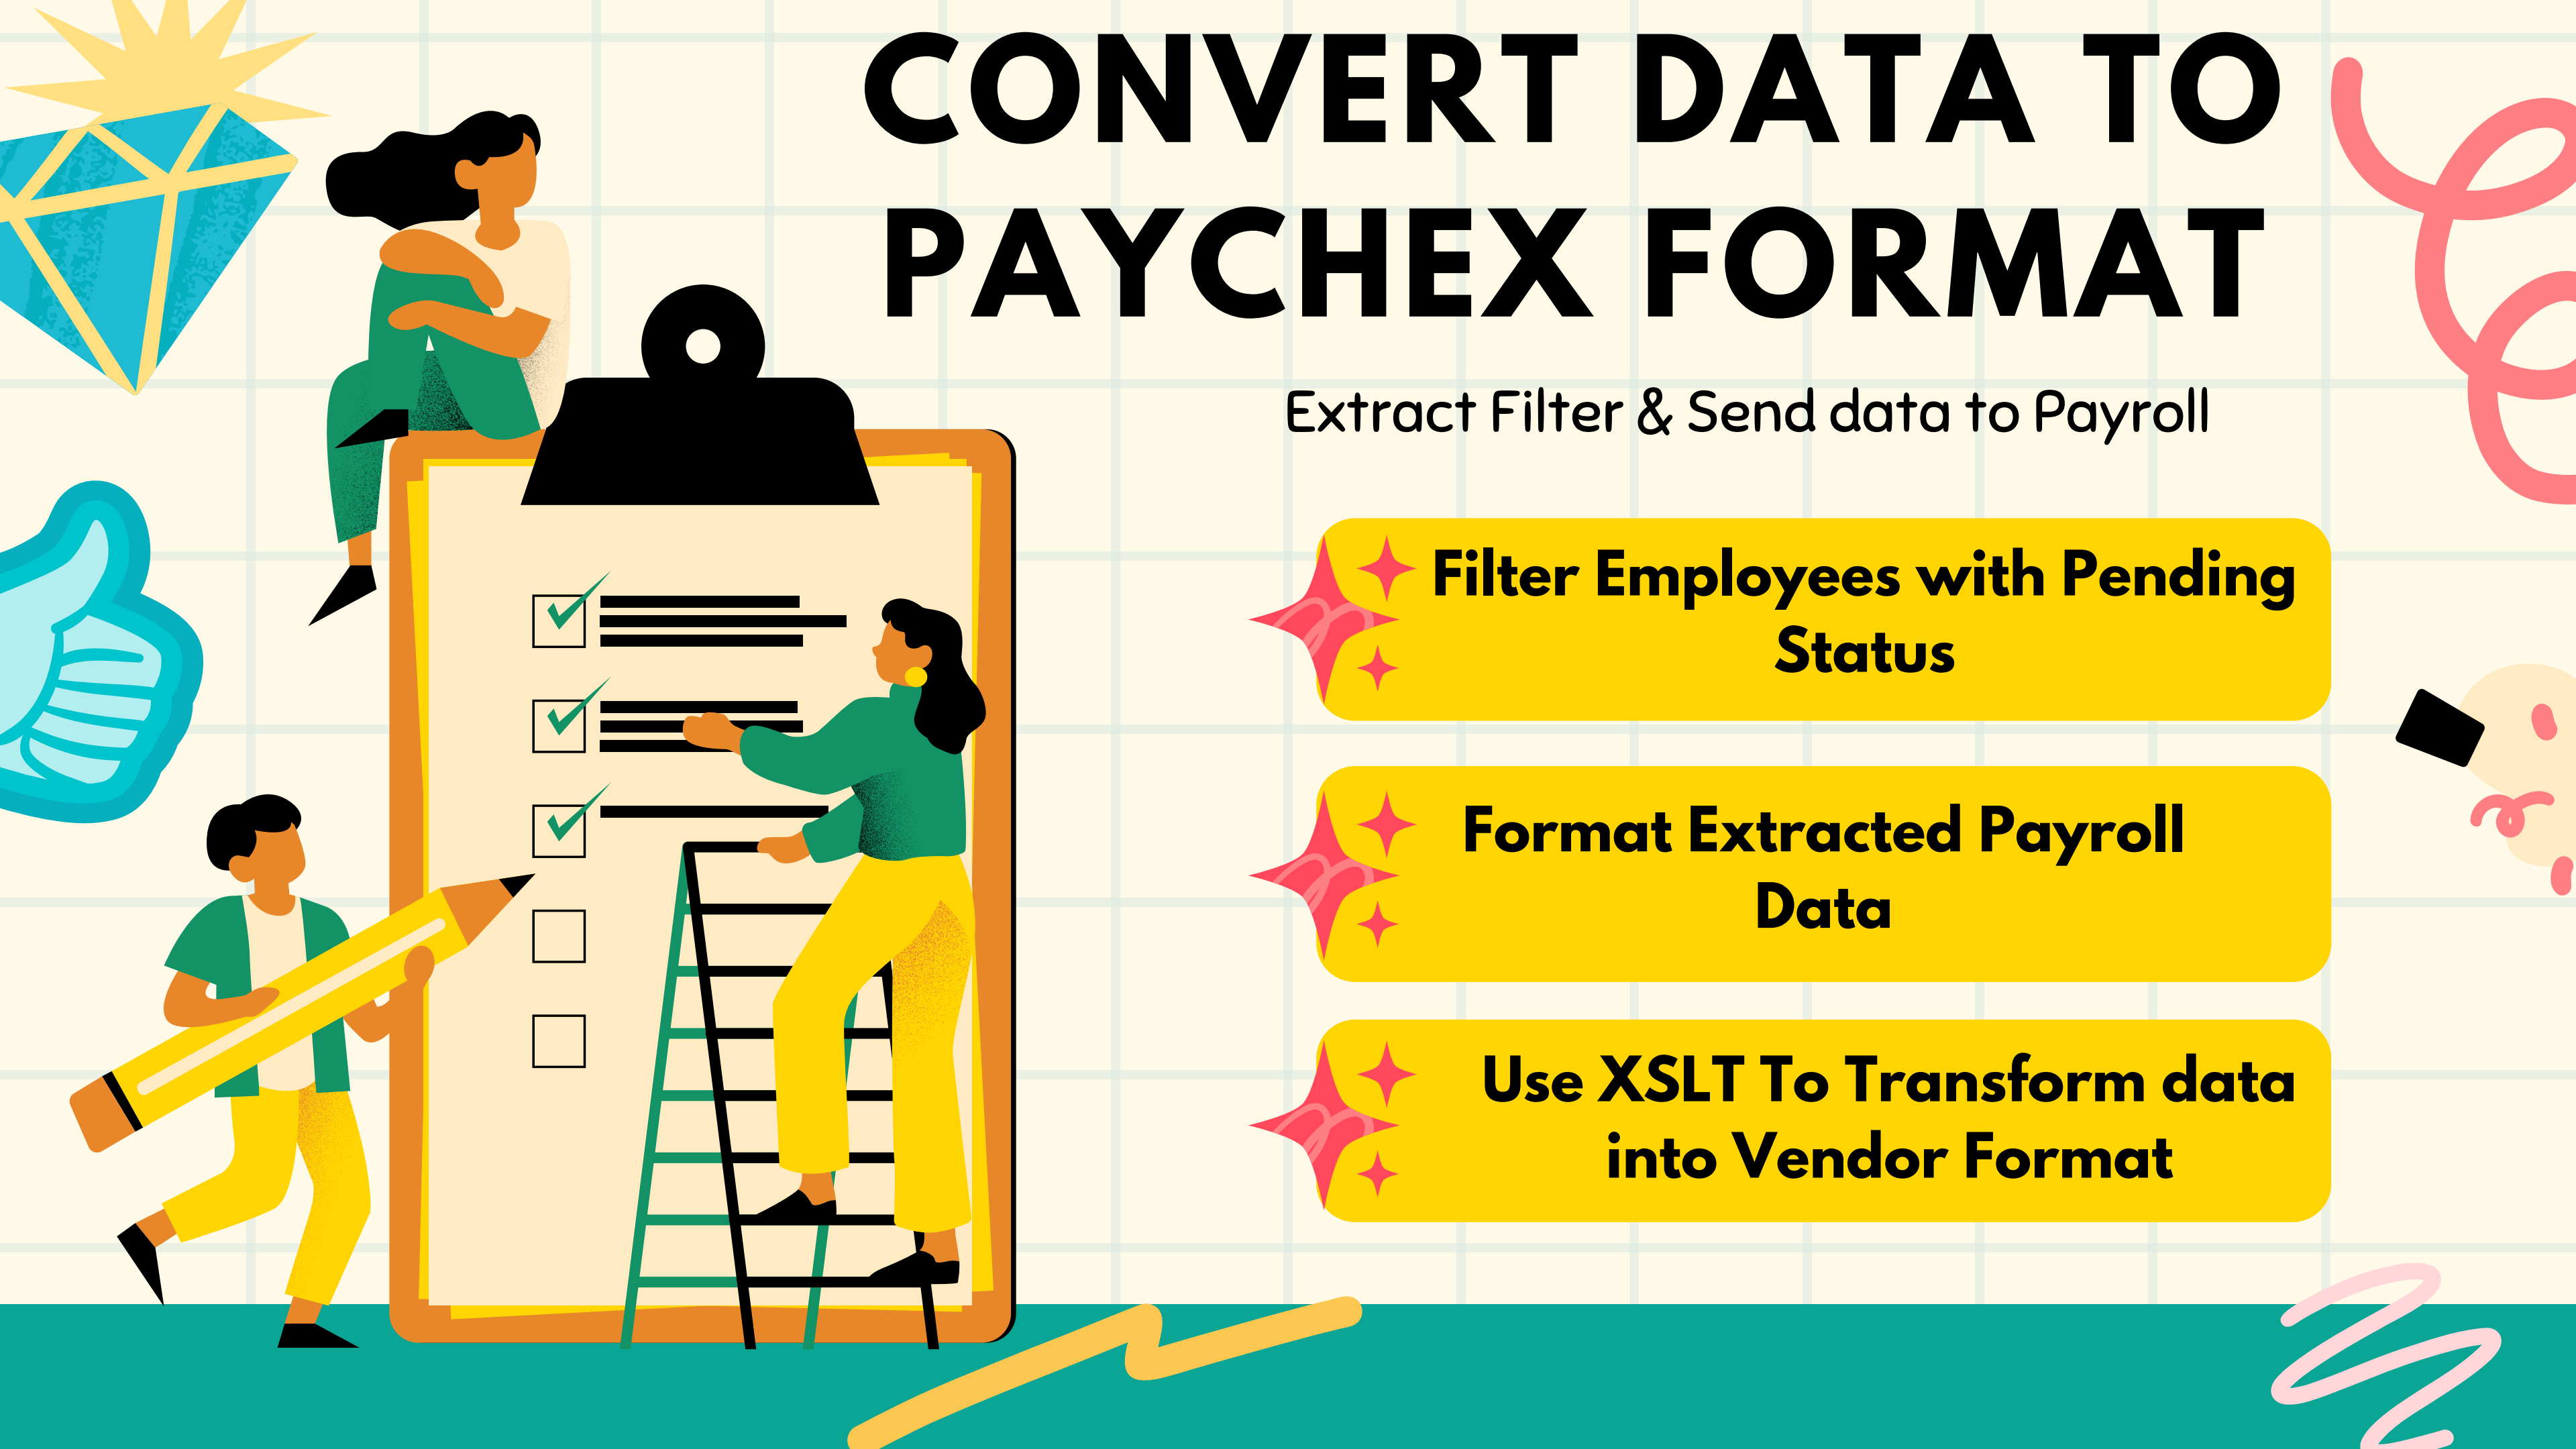 CONVERT DATA TO
PAYCHEX FORMAT
Extract Filter & Send data to Payroll
Filter Employees with Pending
Status
Format Extracted Payroll
Data
Use XSLT To Transform data
into Vendor Format